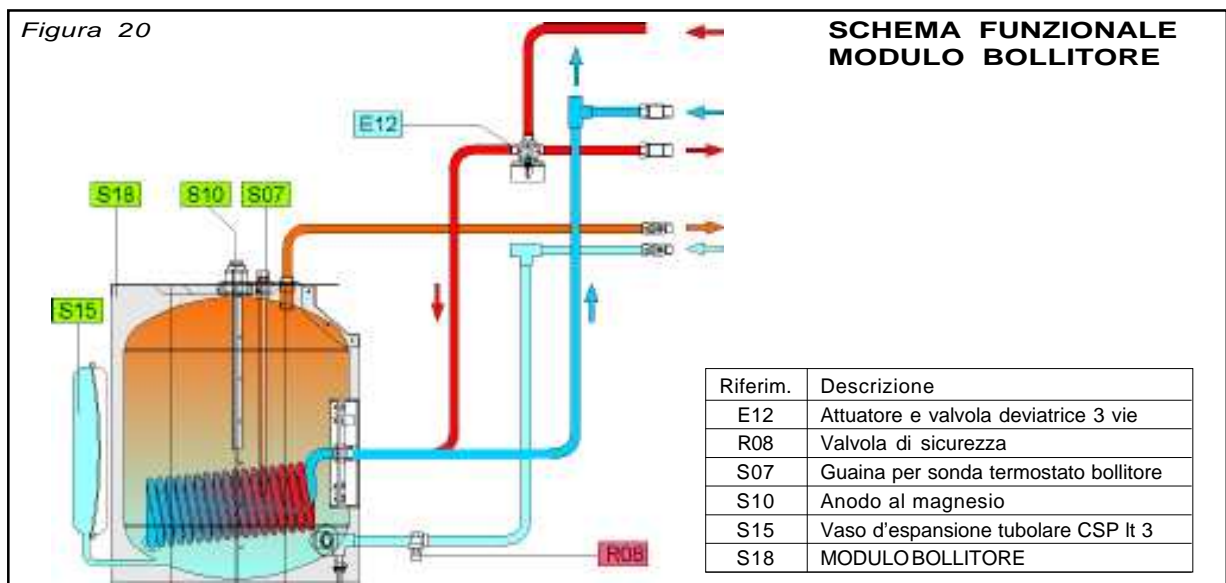 Figura 20
SCHEMA FUNZIONALE
MODULO BOLLITORE
E12
S18
S10
S07
S15
R08
Riferim. Descrizione
E12 Attuatore e valvola deviatrice 3 vie
R08 Valvola di sicurezza
S07 Guaina per sonda termostato bollitore
S10 Anodo al magnesio
S15 Vaso d'espansione tubolare CSP lt 3
S18 MODULO BOLLITORE